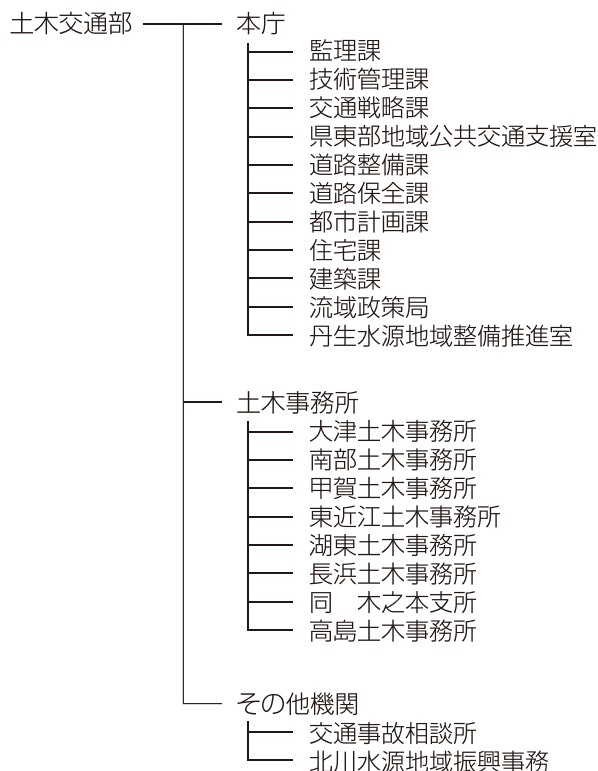 土木交通部
本庁
監理課
技術管理課
交通戦略課
県東部地域公共交通支援室
道路整備課
道路保全課
都市計画課
住宅課
建築課
流域政策局
丹生水源地域整備推進室
土木事務所
大津土木事務所
南部土木事務所
甲賀土木事務所
東近江土木事務所
湖東土木事務所
長浜土木事務所
同　木之本支所
高島土木事務所
その他機関
交通事故相談所
北川水源地域振興事務